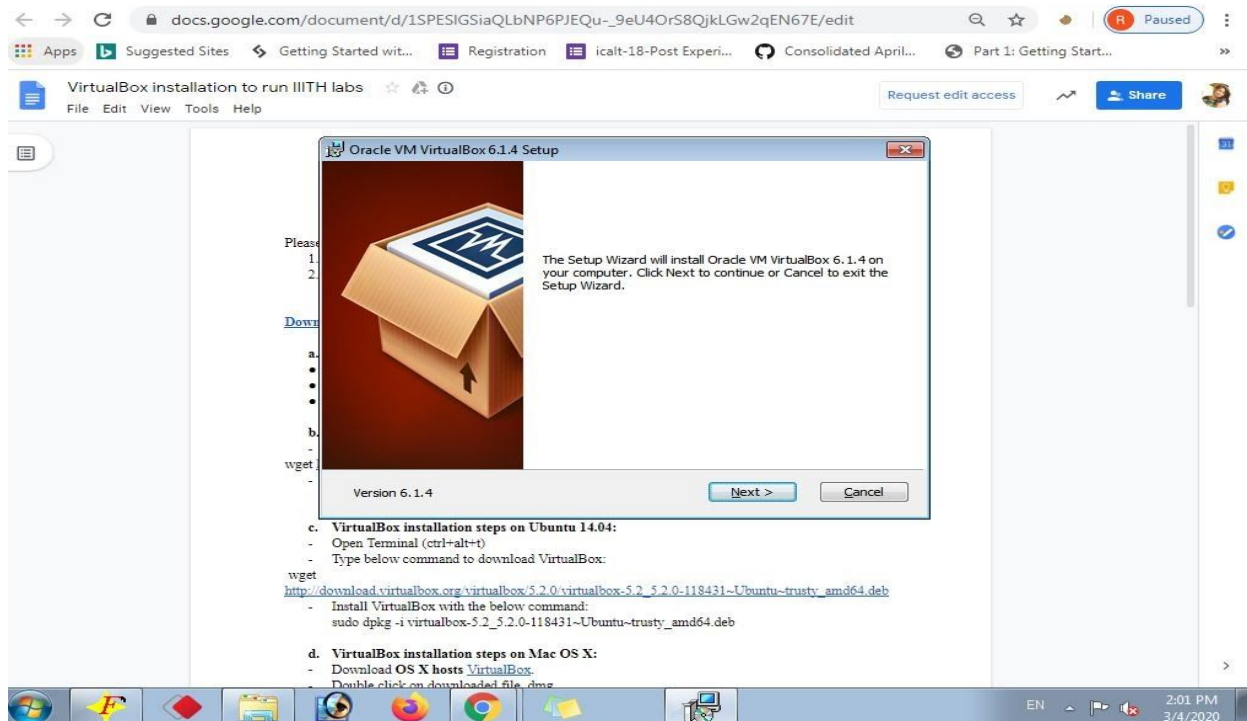 docs.google.com/document/d/1SPESlGSiaQLbNP6PJEQu-_9eU4OrS8QjkLGw2qEN67E/edit
R Paused
Apps Suggested Sites Getting Started wit... Registration icalt-18-Post Experi... Consolidated April... Part 1: Getting Start... »
VirtualBox installation to run IIITH labs
Request edit access
Share
File Edit View Tools Help
Oracle VM VirtualBox 6.1.4 Setup
31
Please
1.
2.
The Setup Wizard will install Oracle VM VirtualBox 6.1.4 on
your computer. Click Next to continue or Cancel to exit the
Setup Wizard.
Down
a.
b.
-
wget
-
Version 6.1.4
Next >
Cancel
c. VirtualBox installation steps on Ubuntu 14.04:
- Open Terminal (ctrl+alt+t)
- Type below command to download VirtualBox:
wget
http://download.virtualbox.org/virtualbox/5.2.0/virtualbox-5.2_5.2.0-118431~Ubuntu~trusty_amd64.deb
- Install VirtualBox with the below command:
sudo dpkg -i virtualbox-5.2_5.2.0-118431~Ubuntu~trusty_amd64.deb
d. VirtualBox installation steps on Mac OS X:
- Download OS X hosts VirtualBox.
- Double click on downloaded file. dmg
EN
2:01 PM
3/4/2020